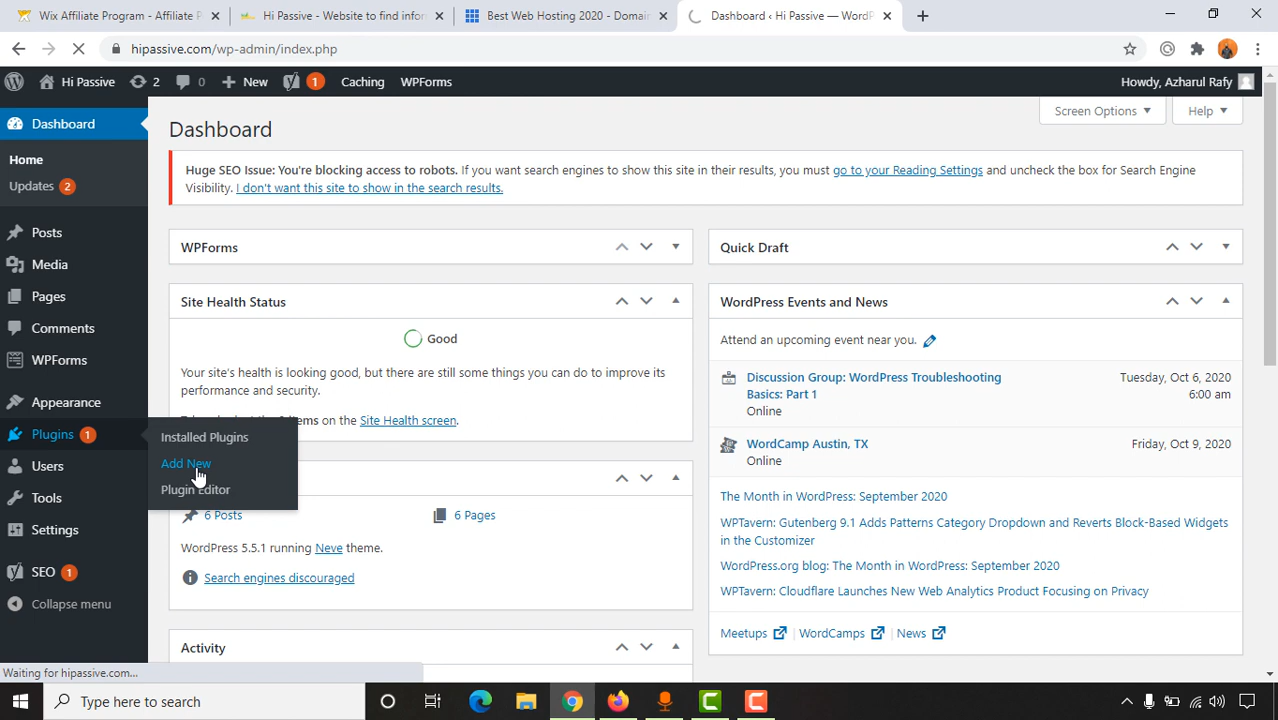 Wix Affiliate Program - Affiliate P
Hi Passive - Website to find infor
Best Web Hosting 2020 - Domain
Dashboard ‹ Hi Passive — WordP
hipassive.com/wp-admin/index.php
Hi Passive 2 0 New 1 Caching WPForms Howdy, Azharul Rafy
Dashboard
Home
Updates 2
Posts
Media
Pages
Comments
WPForms
Appearance
Plugins 1
Users
Tools
Settings
SEO 1
Collapse menu
Installed Plugins
Add New
Plugin Editor
Screen Options Help
Dashboard
Huge SEO Issue: You're blocking access to robots. If you want search engines to show this site in their results, you must go to your Reading Settings and uncheck the box for Search Engine
Visibility. I don't want this site to show in the search results.
WPForms
Site Health Status
Good
Your site's health is looking good, but there are still some things you can do to improve its
performance and security.
items on the Site Health screen.
6 Posts 6 Pages
WordPress 5.5.1 running Neve theme.
Search engines discouraged
Activity
Quick Draft
WordPress Events and News
Attend an upcoming event near you.
Discussion Group: WordPress Troubleshooting
Basics: Part 1
Online
Tuesday, Oct 6, 2020
6:00 am
WordCamp Austin, TX
Online
Friday, Oct 9, 2020
The Month in WordPress: September 2020
WPTavern: Gutenberg 9.1 Adds Patterns Category Dropdown and Reverts Block-Based Widgets
in the Customizer
WordPress.org blog: The Month in WordPress: September 2020
WPTavern: Cloudflare Launches New Web Analytics Product Focusing on Privacy
Meetups | WordCamps | News
Waiting for hipassive.com...
Type here to search
ENG